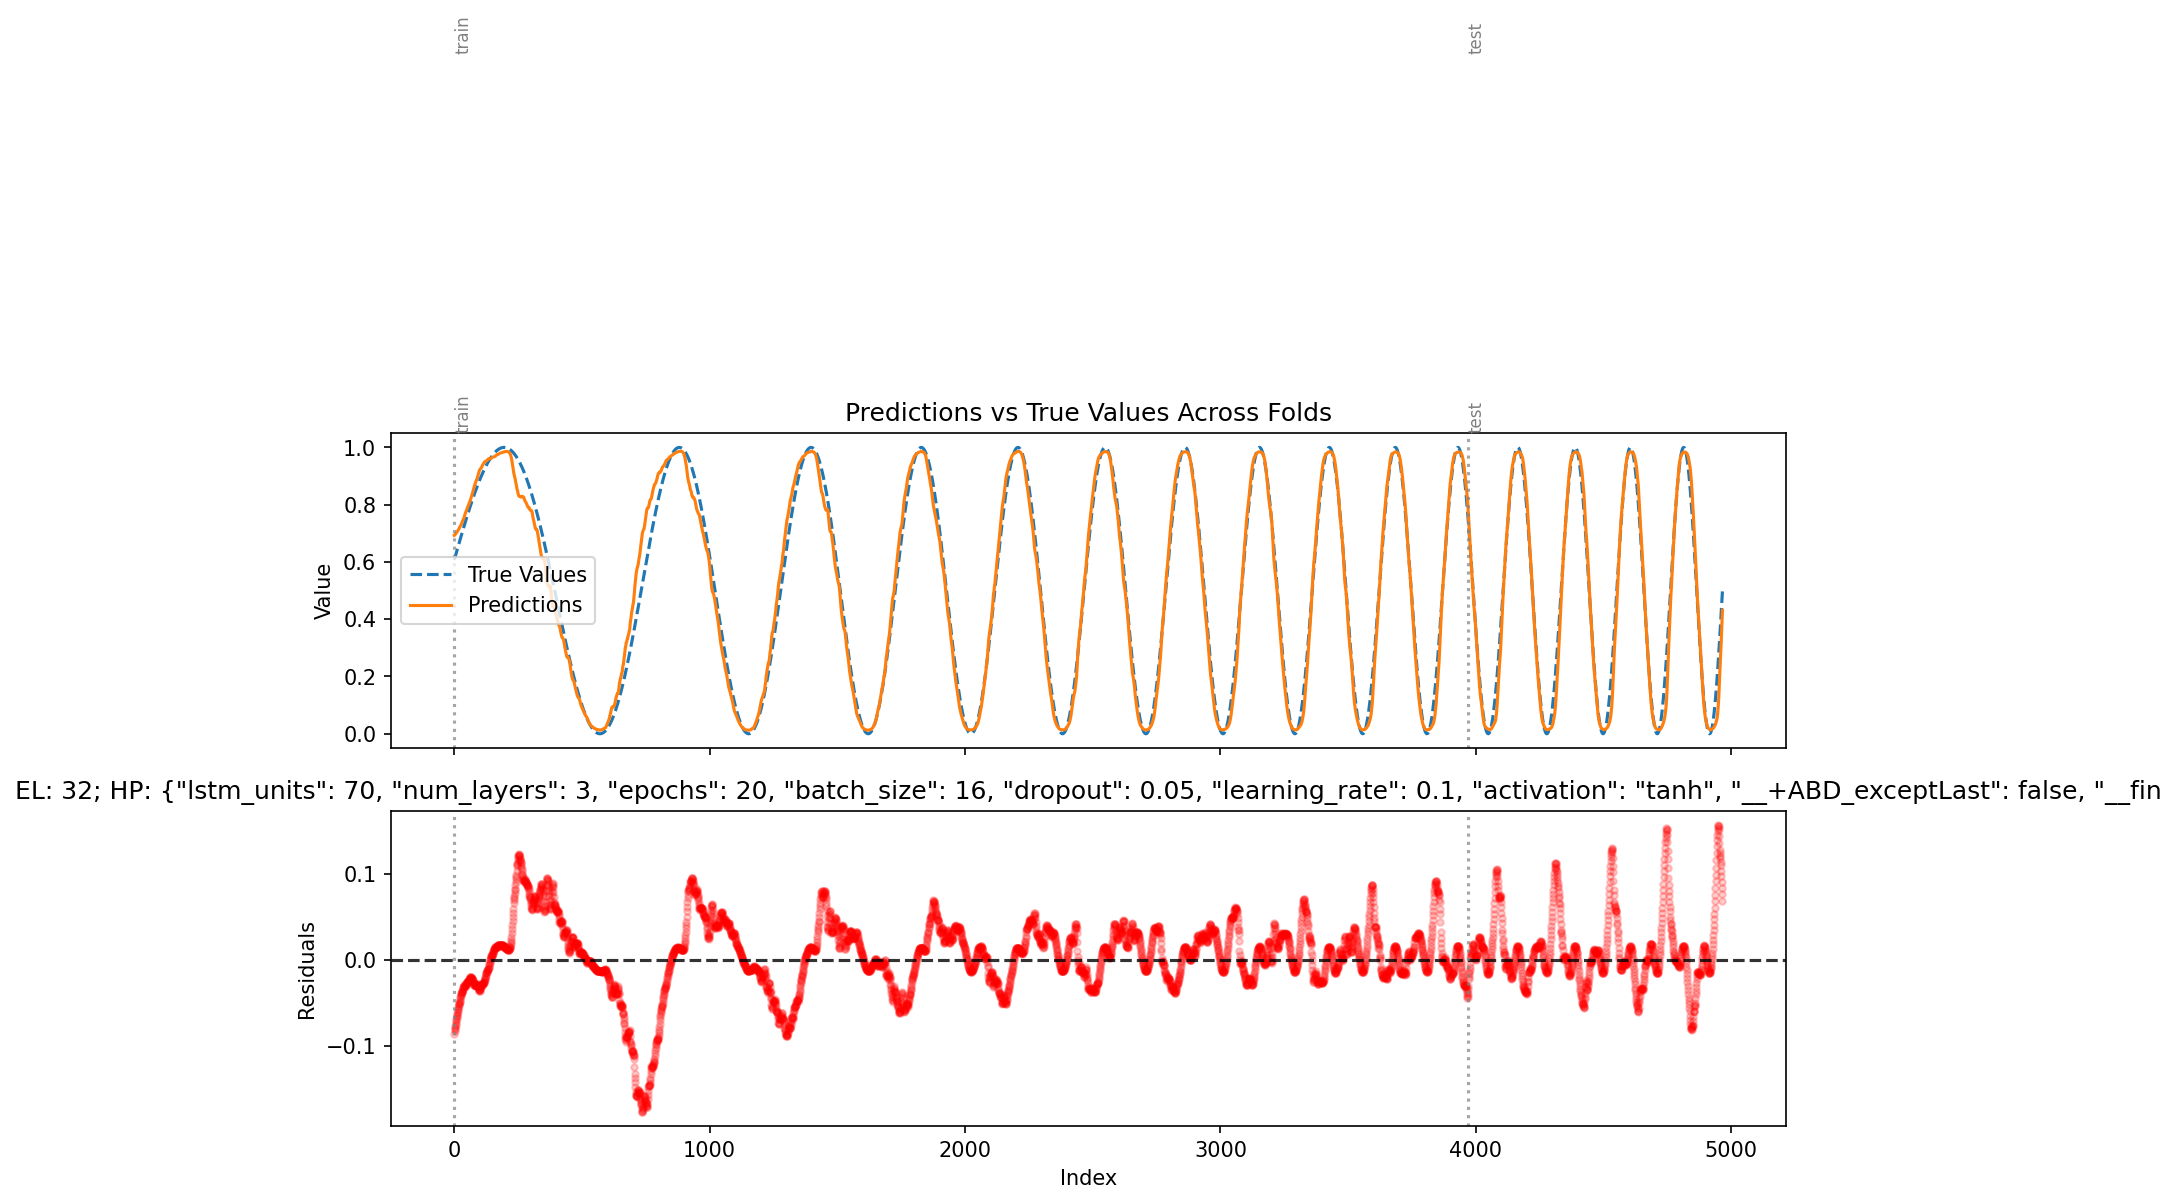 train
test
train
test
Predictions vs True Values Across Folds
1.0
0.8
0.6
0.4
0.2
0.0
Value
True Values
Predictions
EL: 32; HP: {"lstm_units": 70, "num_layers": 3, "epochs": 20, "batch_size": 16, "dropout": 0.05, "learning_rate": 0.1, "activation": "tanh", "__+ABD_exceptLast": false, "__fin
0.1
0.0
−0.1
Residuals
0
1000
2000
3000
4000
5000
Index